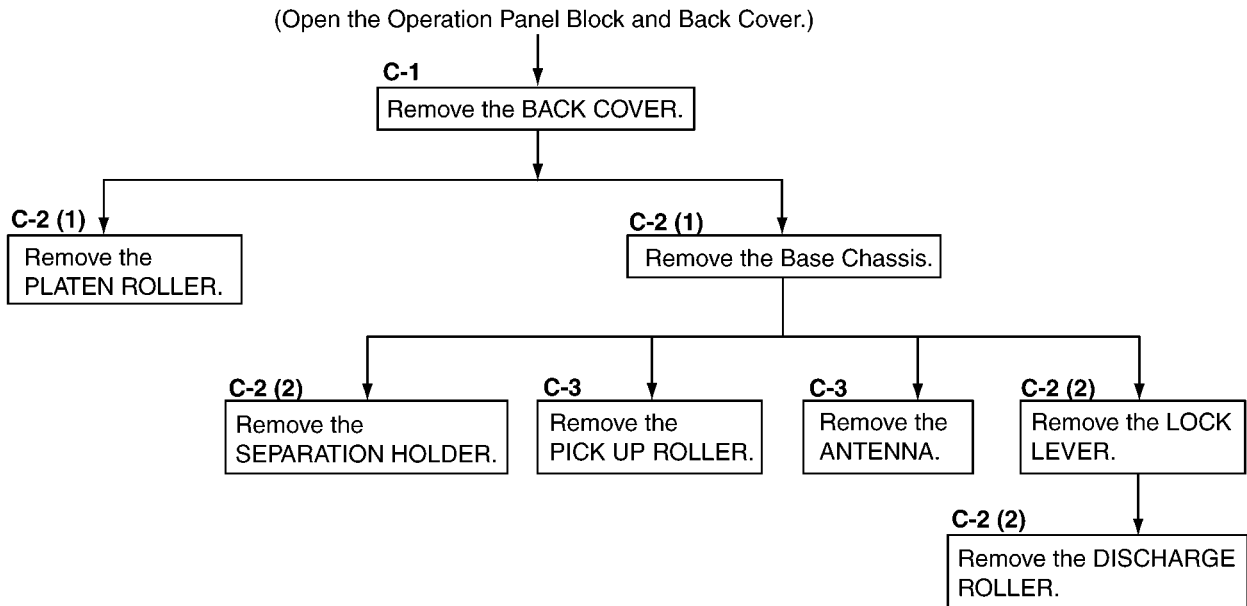 (Open the Operation Panel Block and Back Cover.)
C-1
Remove the BACK COVER.
C-2 (1)
Remove the
PLATEN ROLLER.
C-2 (1)
Remove the Base Chassis.
C-2 (2)
Remove the
SEPARATION HOLDER.
C-3
Remove the
PICK UP ROLLER.
C-3
Remove the
ANTENNA.
C-2 (2)
Remove the LOCK
LEVER.
C-2 (2)
Remove the DISCHARGE
ROLLER.